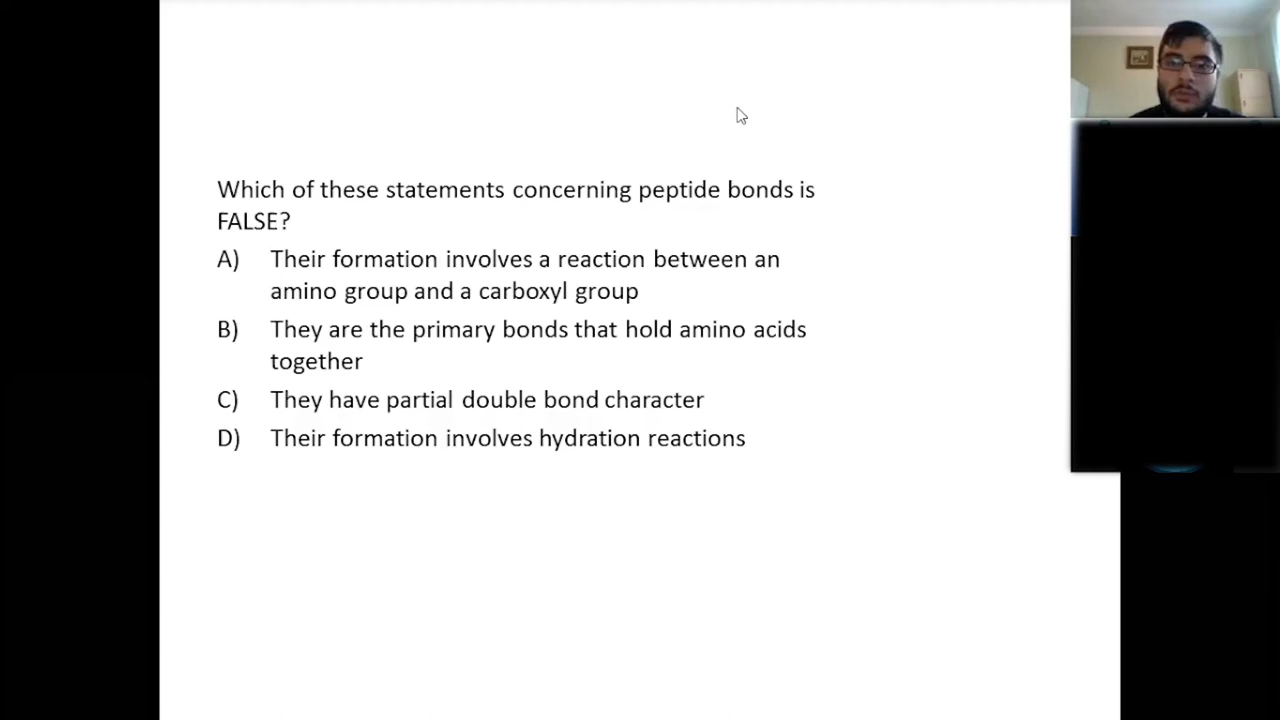 Which of these statements concerning peptide bonds is
FALSE?
A) Their formation involves a reaction between an
amino group and a carboxyl group
B) They are the primary bonds that hold amino acids
together
C) They have partial double bond character
D) Their formation involves hydration reactions